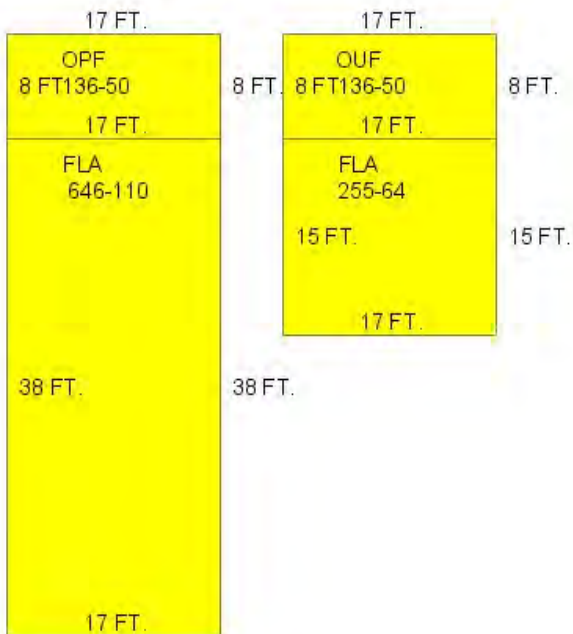 17 FT. 17 FT.
OPF OUF
8 FT136-50 8 FT. 8 FT136-50 8 FT.
17 FT. 17 FT.
FLA FLA
646-110 255-64
15 FT. 15 FT.
17 FT.
38 FT. 38 FT.
17 FT.